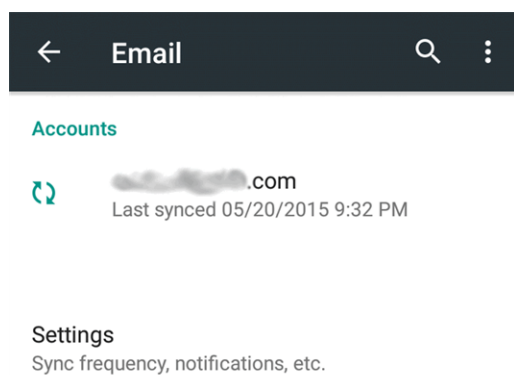 Email
Accounts
.com
Last synced 05/20/2015 9:32 PM
Settings
Sync frequency, notifications, etc.